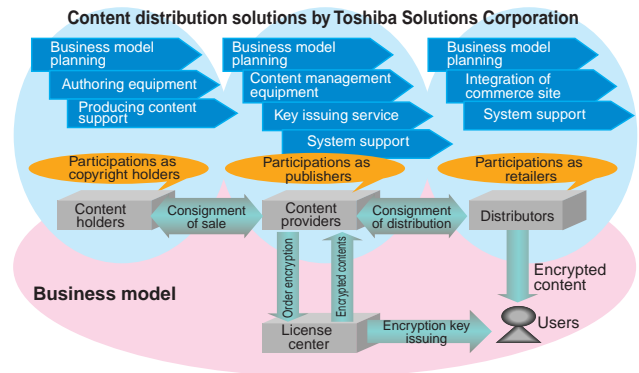 Content distribution solutions by Toshiba Solutions Corporation
Business model
planning
Authoring equipment
Producing content
support
Business model
planning
Content management
equipment
Key issuing service
System support
Business model
planning
Integration of
commerce site
System support
Participations as
copyright holders
Participations as
publishers
Participations as
retailers
Content
holders
Consignment
of sale
Content
providers
Consignment
of distribution
Distributors
Order encryption
Encrypted contents
Encrypted
content
Business model
License
center
Encryption key
issuing
Users